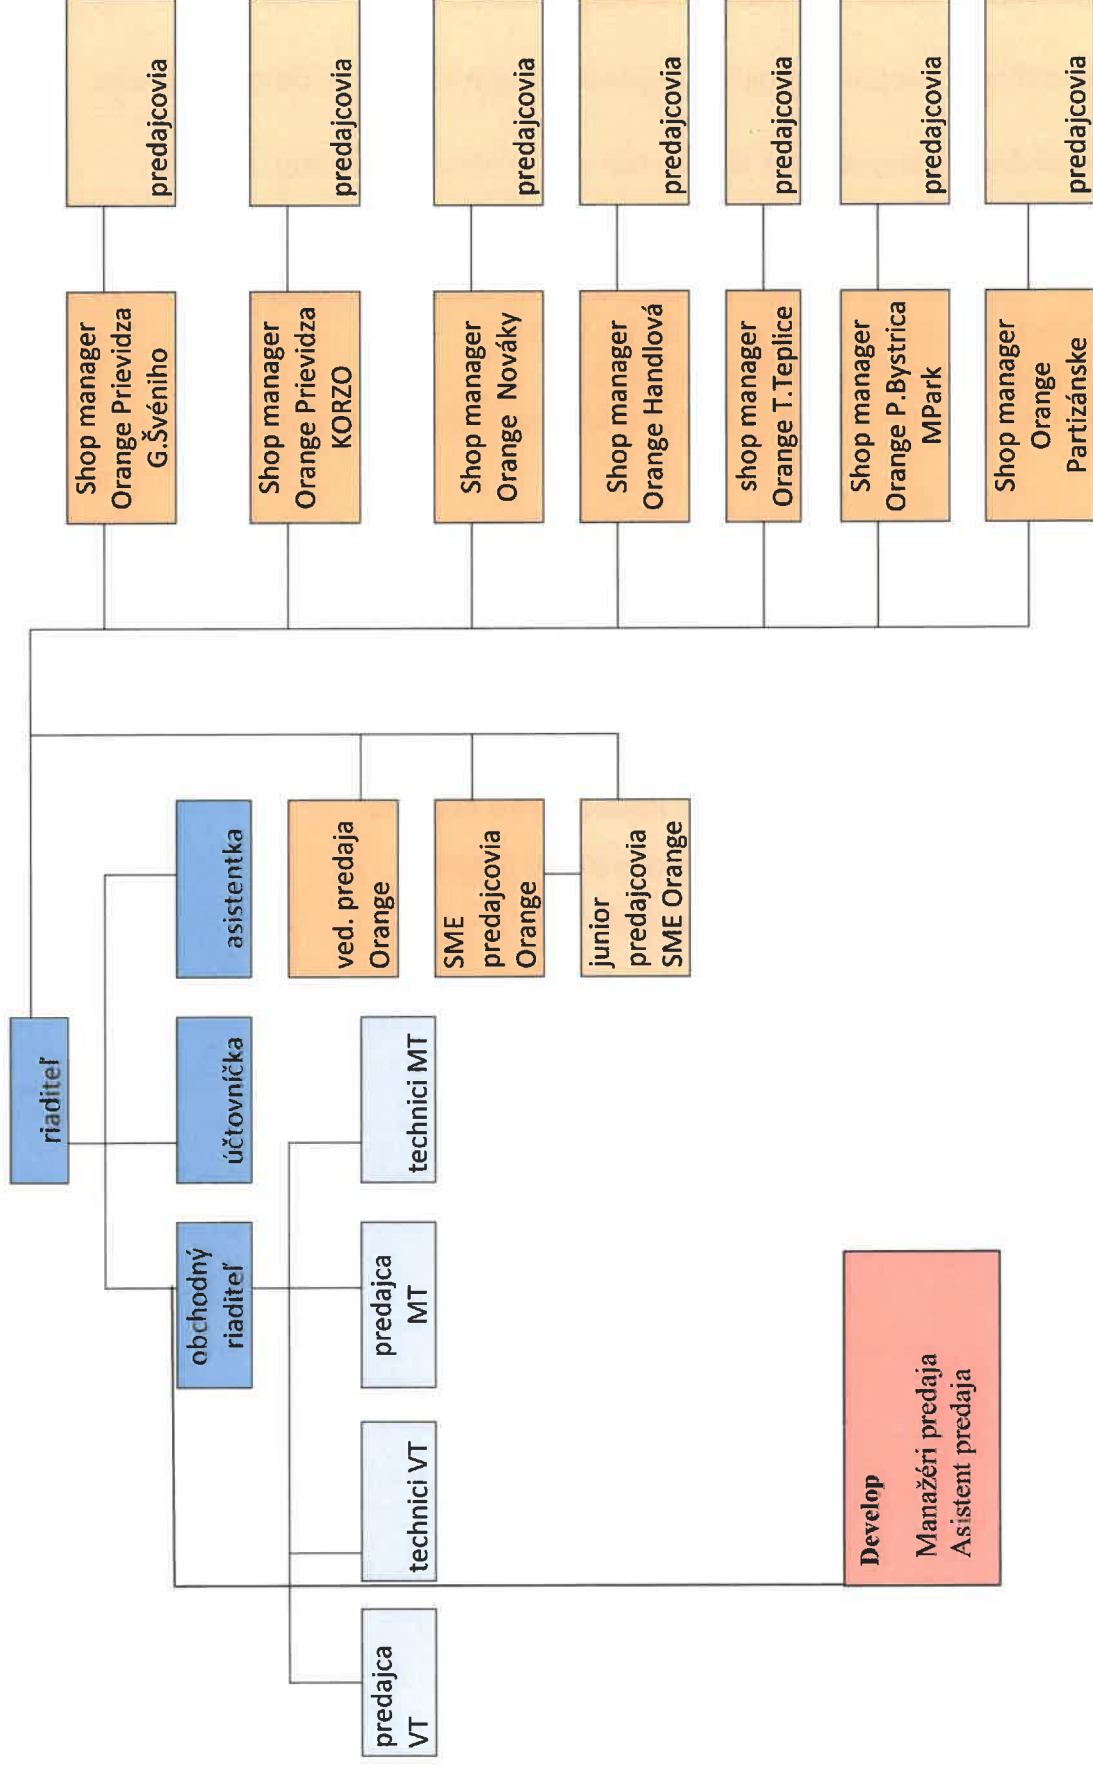 riaditeľ
obchodný
riaditeľ
účtovníčka
asistentka
predajca
VT
technici VT
predajca
MT
technici MT
ved. predaja
Orange
SME
predajcovia
Orange
junior
predajcovia
SME Orange
Develop
Manažéri predaja
Asistent predaja
Shop manager
Orange Prievidza
G.Švéniho
predajcovia
Shop manager
Orange Prievidza
KORZO
predajcovia
Shop manager
Orange Nováky
predajcovia
Shop manager
Orange Handlová
predajcovia
shop manager
Orange T.Teplice
predajcovia
Shop manager
Orange P.Bystrica
MPark
predajcovia
Shop manager
Orange
Partizánske
predajcovia